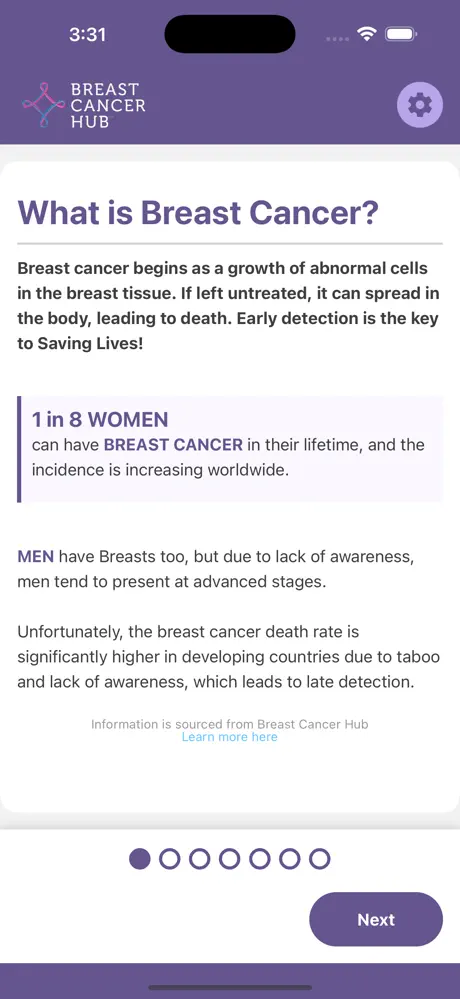 3:31
BREAST
CANCER
HUB
What is Breast Cancer?
Breast cancer begins as a growth of abnormal cells
in the breast tissue. If left untreated, it can spread in
the body, leading to death. Early detection is the key
to Saving Lives!
1 in 8 WOMEN
can have BREAST CANCER in their lifetime, and the
incidence is increasing worldwide.
MEN have Breasts too, but due to lack of awareness,
men tend to present at advanced stages.
Unfortunately, the breast cancer death rate is
significantly higher in developing countries due to taboo
and lack of awareness, which leads to late detection.
Information is sourced from Breast Cancer Hub
Learn more here
Next